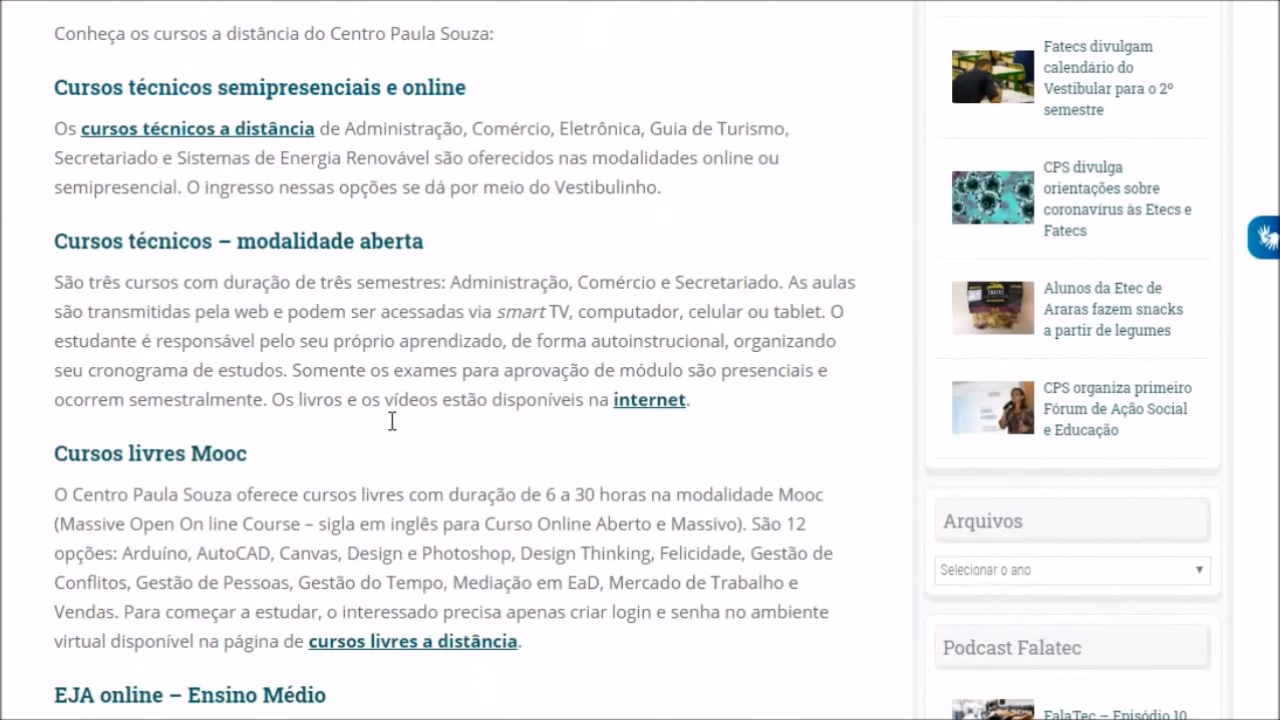 Conheça os cursos a distância do Centro Paula Souza:
Cursos técnicos semipresenciais e online
Os cursos técnicos a distância de Administração, Comércio, Eletrônica, Guia de Turismo,
Secretariado e Sistemas de Energia Renovável são oferecidos nas modalidades online ou
semipresencial. O ingresso nessas opções se dá por meio do Vestibulinho.
Cursos técnicos – modalidade aberta
São três cursos com duração de três semestres: Administração, Comércio e Secretariado. As aulas
são transmitidas pela web e podem ser acessadas via smart TV, computador, celular ou tablet. O
estudante é responsável pelo seu próprio aprendizado, de forma autoinstrucional, organizando
seu cronograma de estudos. Somente os exames para aprovação de módulo são presenciais e
ocorrem semestralmente. Os livros e os vídeos estão disponíveis na internet.
Cursos livres Mooc
O Centro Paula Souza oferece cursos livres com duração de 6 a 30 horas na modalidade Mooc
(Massive Open On line Course – sigla em inglês para Curso Online Aberto e Massivo). São 12
opções: Arduíno, AutoCAD, Canvas, Design e Photoshop, Design Thinking, Felicidade, Gestão de
Conflitos, Gestão de Pessoas, Gestão do Tempo, Mediação em EaD, Mercado de Trabalho e
Vendas. Para começar a estudar, o interessado precisa apenas criar login e senha no ambiente
virtual disponível na página de cursos livres a distância.
EJA online – Ensino Médio
Fatecs divulgam
calendário do
Vestibular para o 2º
semestre
CPS divulga
orientações sobre
coronavírus às Etecs e
Fatecs
Alunos da Etec de
Araras fazem snacks
a partir de legumes
CPS organiza primeiro
Fórum de Ação Social
e Educação
Arquivos
Selecionar o ano
Podcast Falatec
FalaTec – Episódio 10